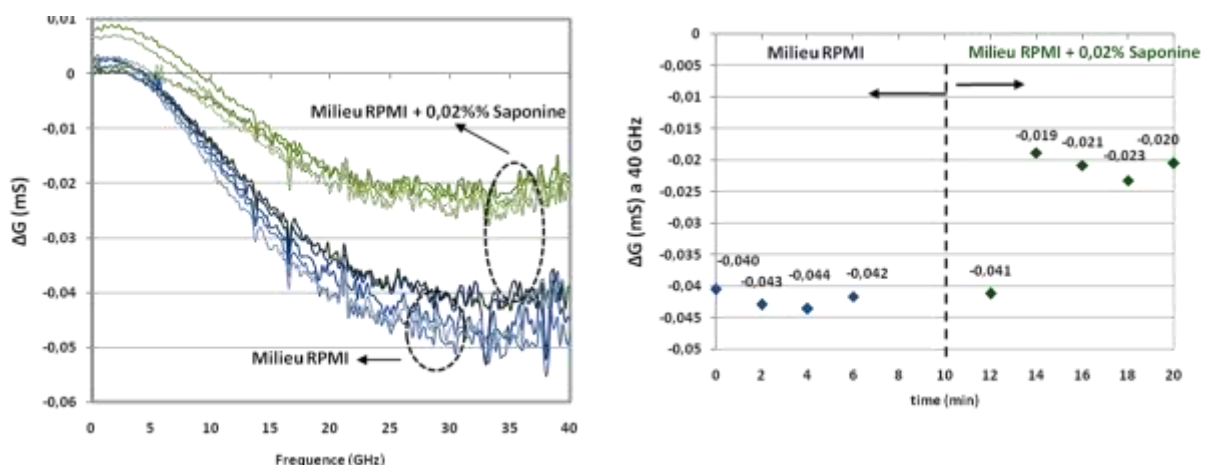 0,01
0
-0,01
-0,02
-0,03
-0,04
-0,05
-0,06
ΔG (mS)
Milieu RPMI + 0,02%% Saponine
Milieu RPMI
0 5 10 15 20 25 30 35 40
Frequence (GHz)
0
-0,005
-0,01
-0,015
-0,02
-0,025
-0,03
-0,035
-0,04
-0,045
-0,05
ΔG (mS) a 40 GHz
Milieu RPMI
Milieu RPMI + 0,02% Saponine
-0,040
-0,043
-0,044
-0,042
-0,041
-0,019
-0,021
-0,023
-0,020
0 2 4 6 8 10 12 14 16 18 20
time (min)